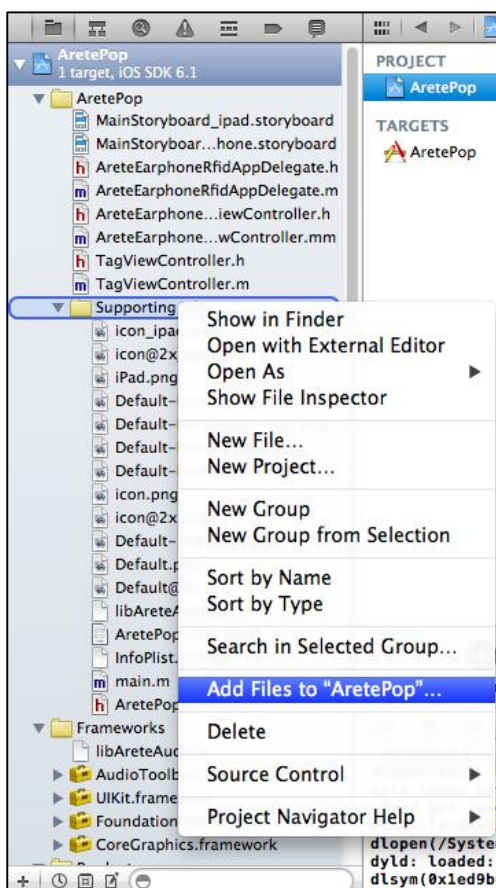 AretePop
1 target, iOS SDK 6.1
AretePop
MainStoryboard_ipad.storyboard
MainStoryboar...hone.storyboard
AreteEarphoneRfidAppDelegate.h
AreteEarphoneRfidAppDelegate.m
AreteEarphone...iewController.h
AreteEarphone...wController.mm
TagViewController.h
TagViewController.m
Supporting
icon_ipa
icon@2x
iPad.png
Default-
Default-
Default-
Default-
icon.png
icon@2x
Default-
Default.p
Default@
libAreteA
AretePop
InfoPlist.
main.m
AretePop
Frameworks
libAreteAu
AudioToolb
UIKit.frame
Foundation
CoreGraphics.framework
PROJECT
AretePop
TARGETS
AretePop
Show in Finder
Open with External Editor
Open As
Show File Inspector
New File...
New Project...
New Group
New Group from Selection
Sort by Name
Sort by Type
Search in Selected Group...
Add Files to “AretePop”...
Delete
Source Control
Project Navigator Help
dlopen(/System
dyld: loaded:
dlsym(0x1ed9b